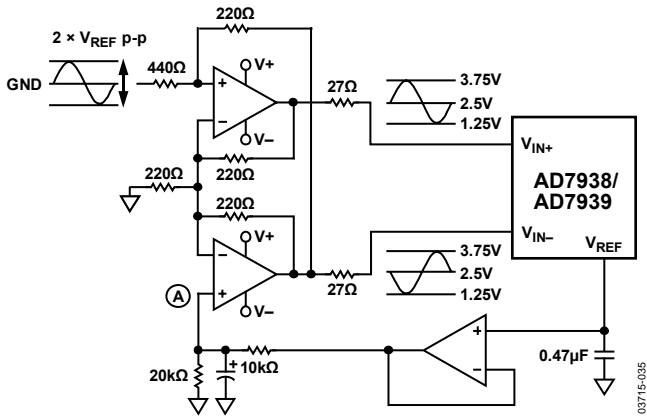 220Ω
2 × VREF p-p
GND
440Ω
V+
+
−
V−
27Ω
3.75V
2.5V
1.25V
VIN+
AD7938/
AD7939
220Ω
220Ω
220Ω
V+
−
+
V−
A
27Ω
3.75V
2.5V
1.25V
VIN−
VREF
+
−
0.47µF
20kΩ
+
10kΩ
03715-035